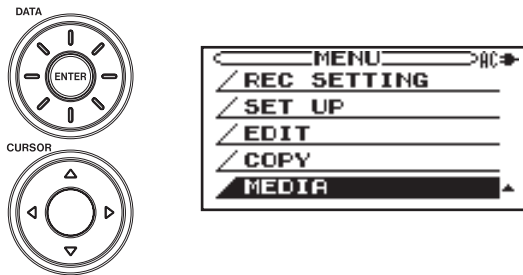 DATA
ENTER
CURSOR
MENU AC
REC SETTING
SET UP
EDIT
COPY
MEDIA